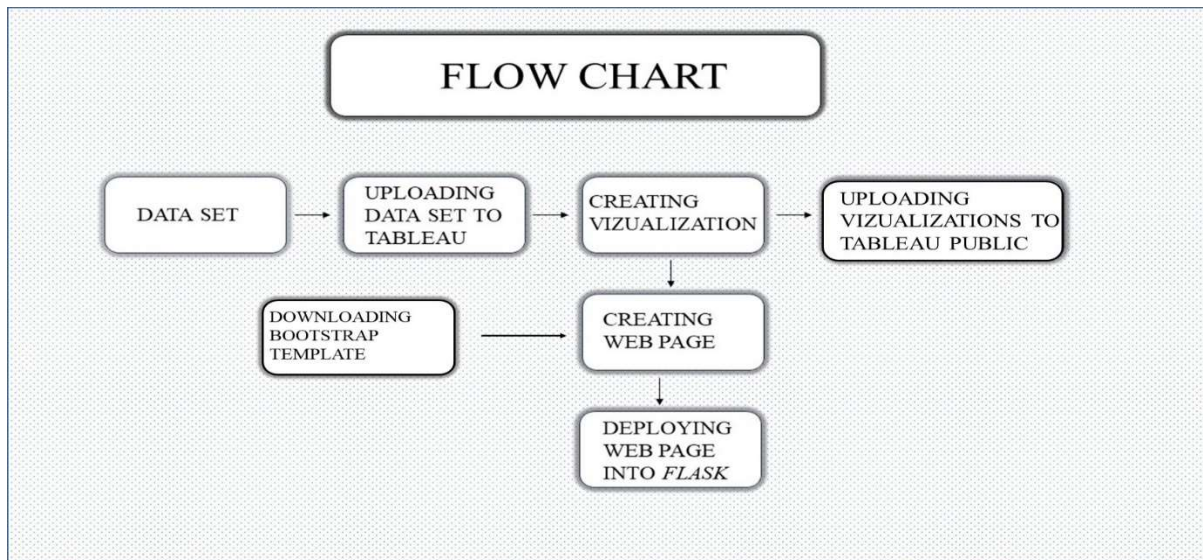 FLOW CHART
DATA SET
UPLOADING
DATA SET TO
TABLEAU
CREATING
VIZUALIZATION
UPLOADING
VIZUALIZATIONS TO
TABLEAU PUBLIC
DOWNLOADING
BOOTSTRAP
TEMPLATE
CREATING
WEB PAGE
DEPLOYING
WEB PAGE
INTO FLASK